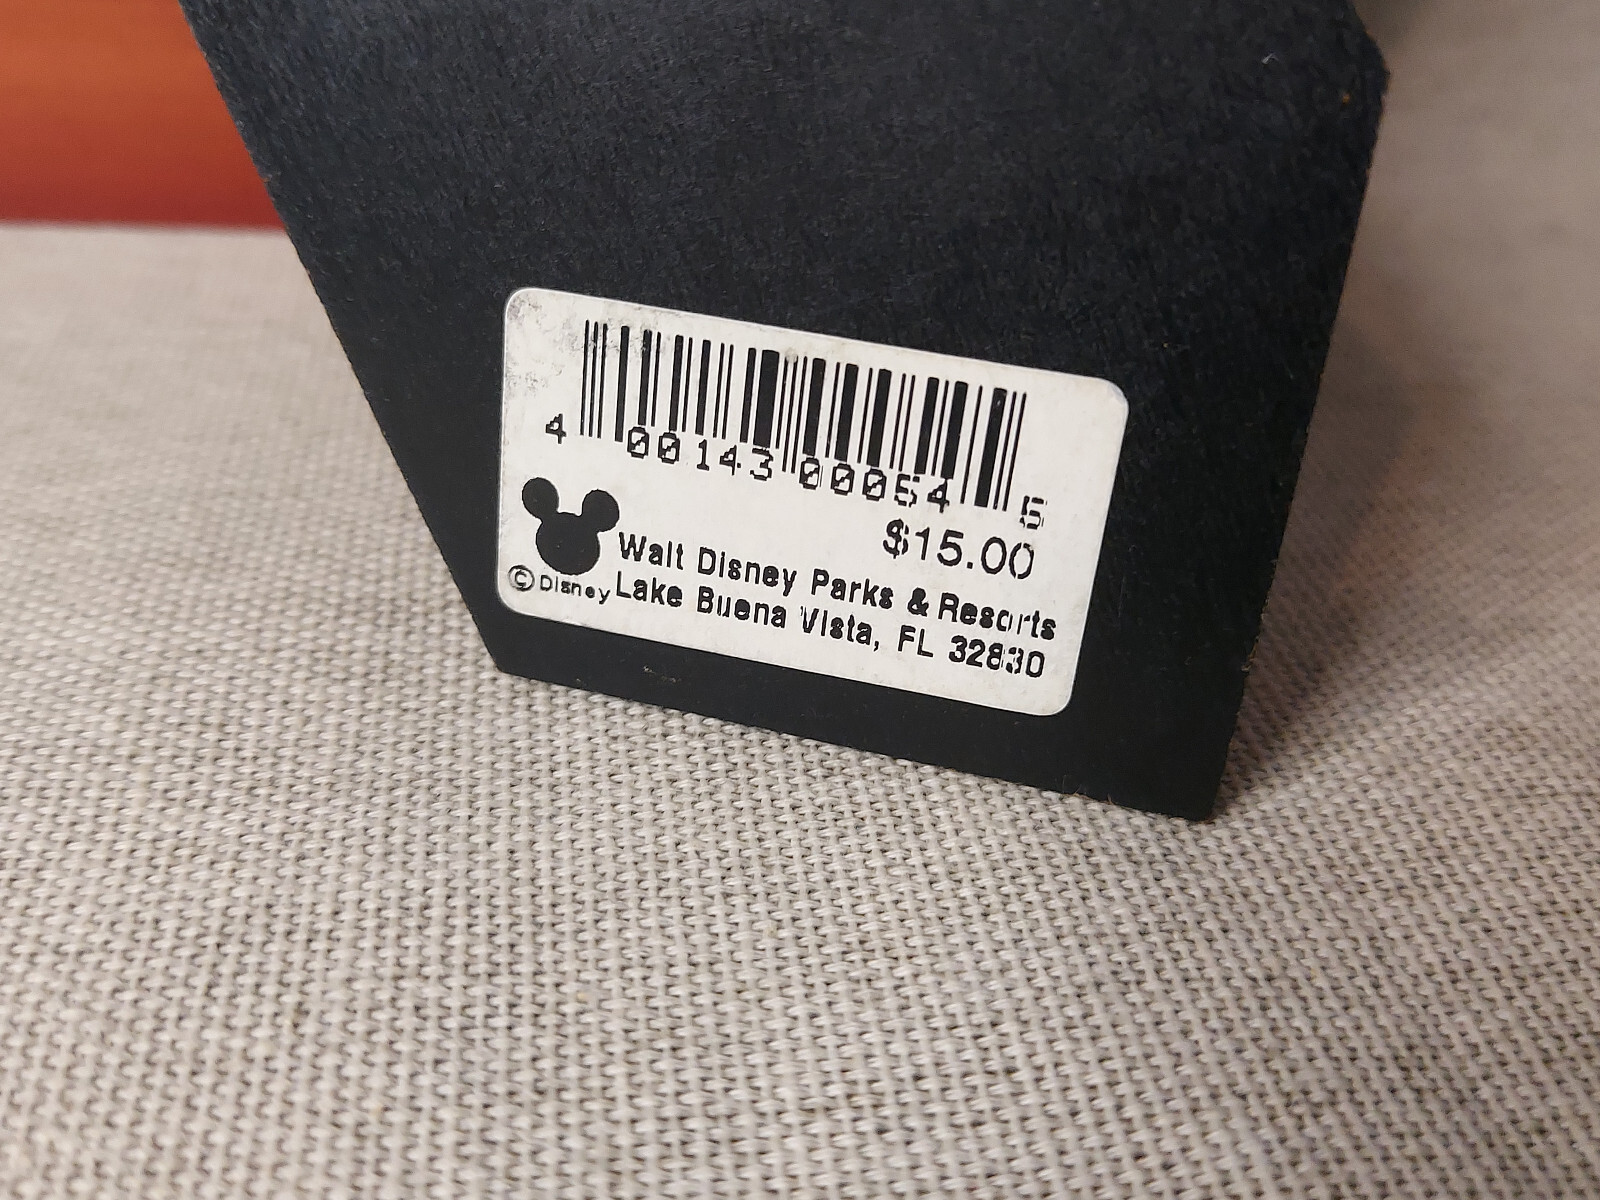 4 00143 00054 5
$15.00
Walt Disney Parks & Resorts
© Disney Lake Buena Vista, FL 32830